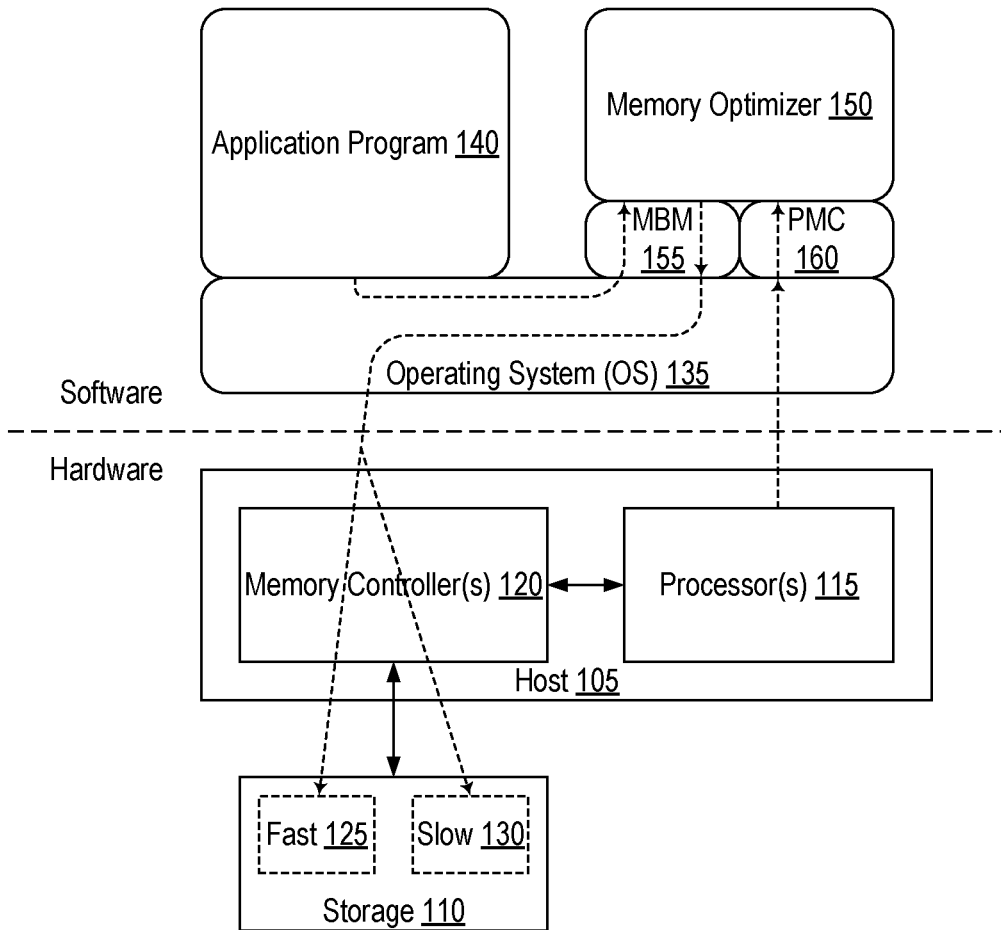 Application Program 140
Memory Optimizer 150
MBM
155
PMC
160
Operating System (OS) 135
Software
Hardware
Memory Controller(s) 120
Processor(s) 115
Host 105
Fast 125
Slow 130
Storage 110